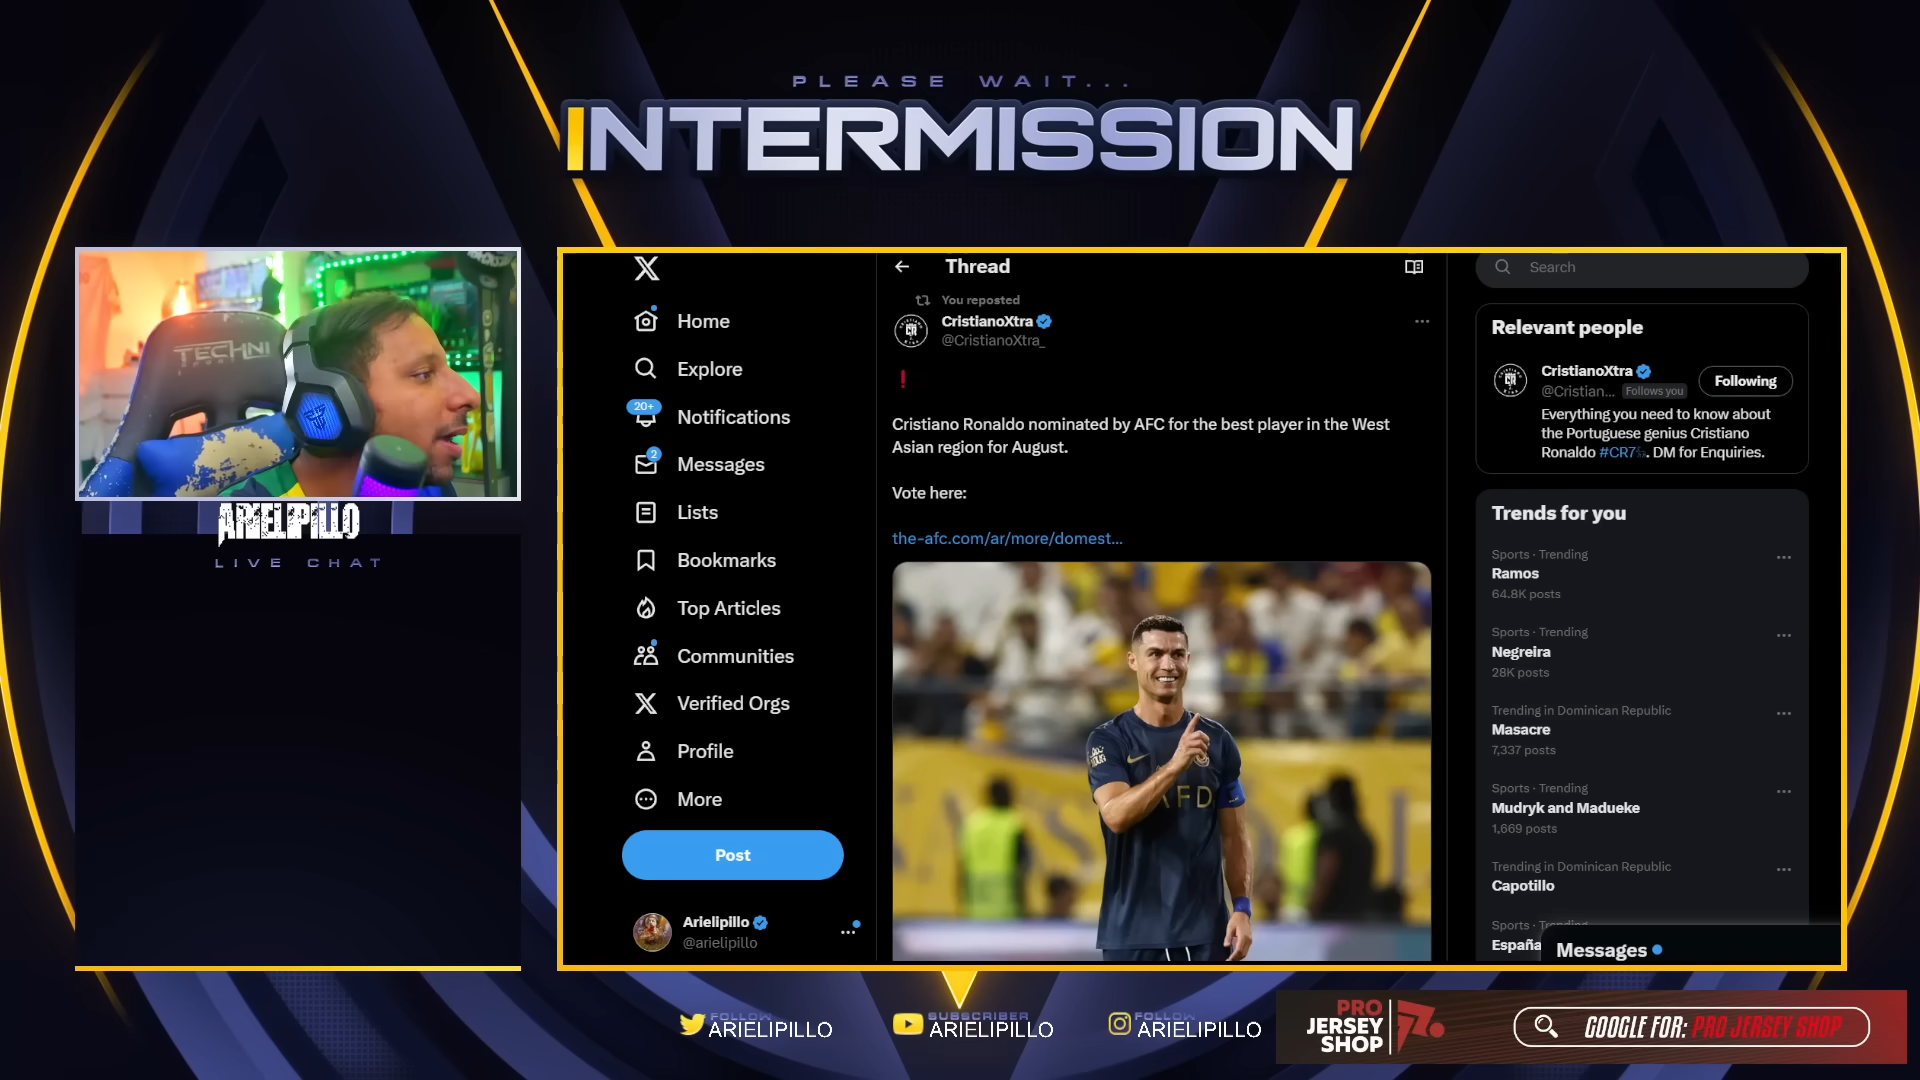 PLEASE WAIT...
INTERMISSION
TECHNI
ARIELIPILLO
LIVE CHAT
Home
Explore
20+
Notifications
2
Messages
Lists
Bookmarks
Top Articles
Communities
Verified Orgs
Profile
More
Post
Arielipillo
@arielipillo
Thread
You reposted
CristianoXtra
@CristianoXtra_
Cristiano Ronaldo nominated by AFC for the best player in the West
Asian region for August.
Vote here:
the-afc.com/ar/more/domest...
AFD
Search
Relevant people
CristianoXtra
@Cristian... Follows you
Following
Everything you need to know about
the Portuguese genius Cristiano
Ronaldo #CR7. DM for Enquiries.
Trends for you
Sports · Trending
Ramos
64.8K posts
Sports · Trending
Negreira
28K posts
Trending in Dominican Republic
Masacre
7,337 posts
Sports · Trending
Mudryk and Madueke
1,669 posts
Trending in Dominican Republic
Capotillo
Sports · Trending
España
Messages
FOLLOW
ARIELIPILLO
SUBSCRIBER
ARIELIPILLO
FOLLOW
ARIELIPILLO
PRO
JERSEY
SHOP
GOOGLE FOR: PRO JERSEY SHOP